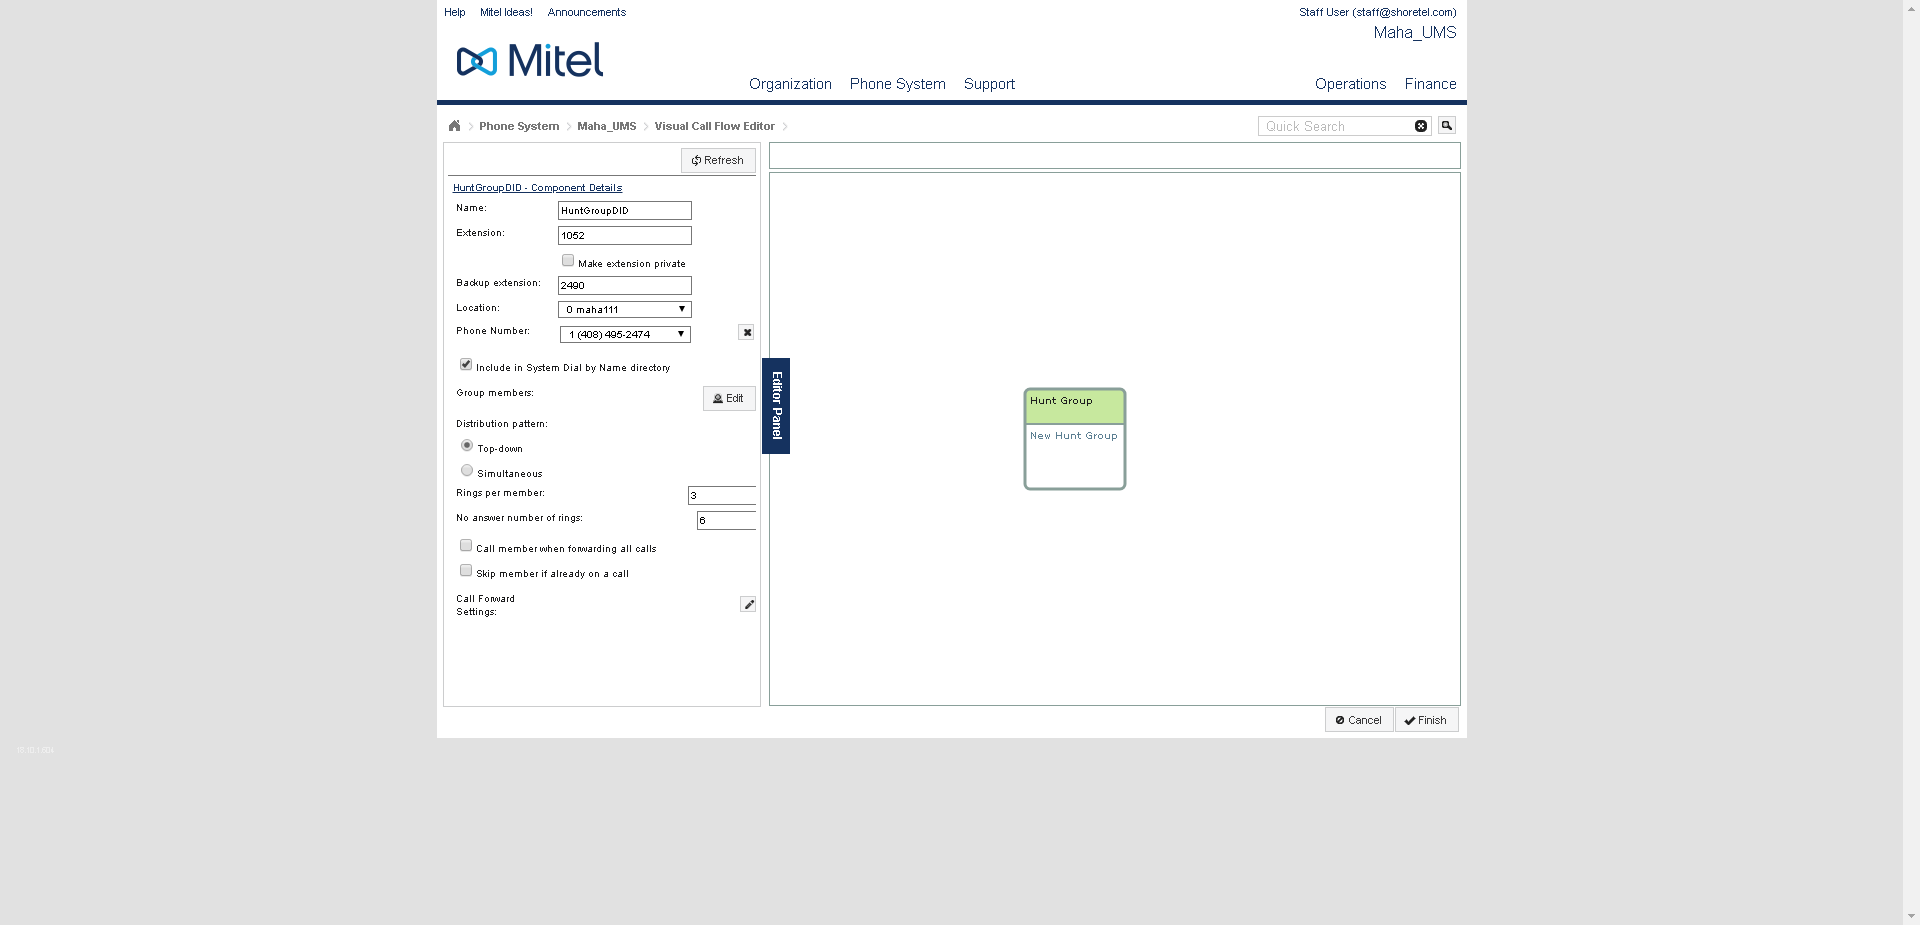 Help Mitel Ideas! Announcements Staff User (staff@shoretel.com)
Maha_UMS
Mitel
Organization Phone System Support Operations Finance
Phone System Maha_UMS Visual Call Flow Editor Quick Search
Refresh
HuntGroupDID - Component Details
Name: HuntGroupDID
Extension: 1052
Make extension private
Backup extension: 2490
Location: 0 maha111
Phone Number: 1 (408) 495-2474
Include in System Dial by Name directory
Group members: Edit
Distribution pattern:
Top-down
Simultaneous
Rings per member: 3
No answer number of rings: 6
Call member when forwarding all calls
Skip member if already on a call
Call Forward
Settings:
Editor Panel
Hunt Group
New Hunt Group
Cancel Finish